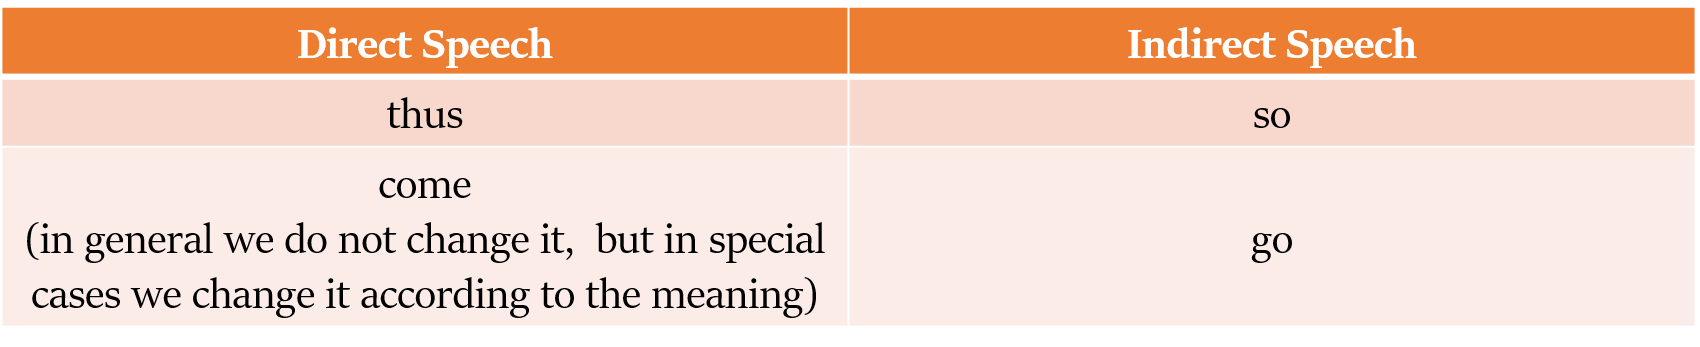 Direct Speech
Indirect Speech
thus
so
come
(in general we do not change it,  but in special
cases we change it according to the meaning)
go